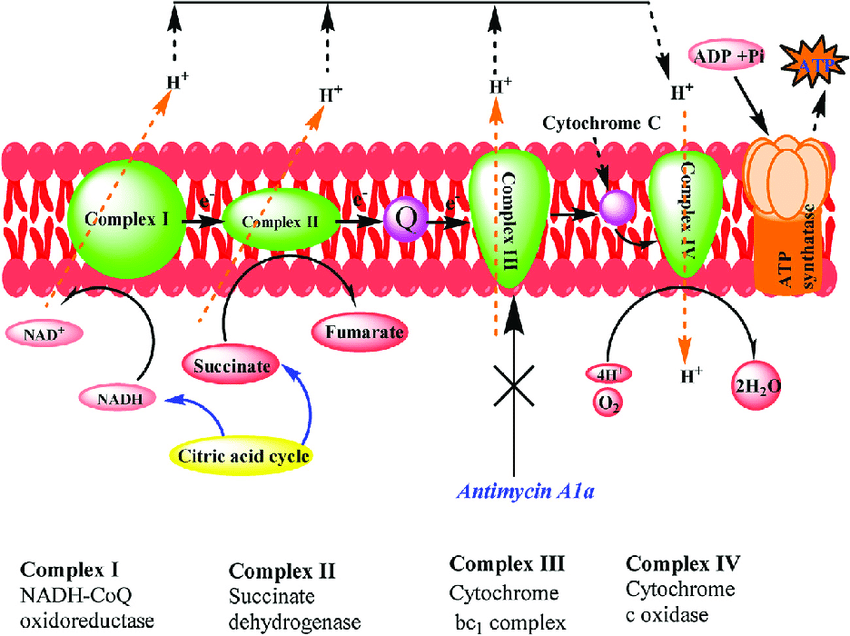 H⁺
H⁺
H⁺
H⁺
ADP +Pi
ATP
Cytochrome C
Complex I
e⁻
Complex II
e⁻
Q
e⁻
Complex III
Complex IV
ATP
synthatasc
NAD⁺
NADH
Succinate
Fumarate
Citric acid cycle
4H⁺
O₂
H⁺
2H₂O
Antimycin A1a
Complex I
NADH-CoQ
oxidoreductase
Complex II
Succinate
dehydrogenase
Complex III
Cytochrome
bc₁ complex
Complex IV
Cytochrome
c oxidase